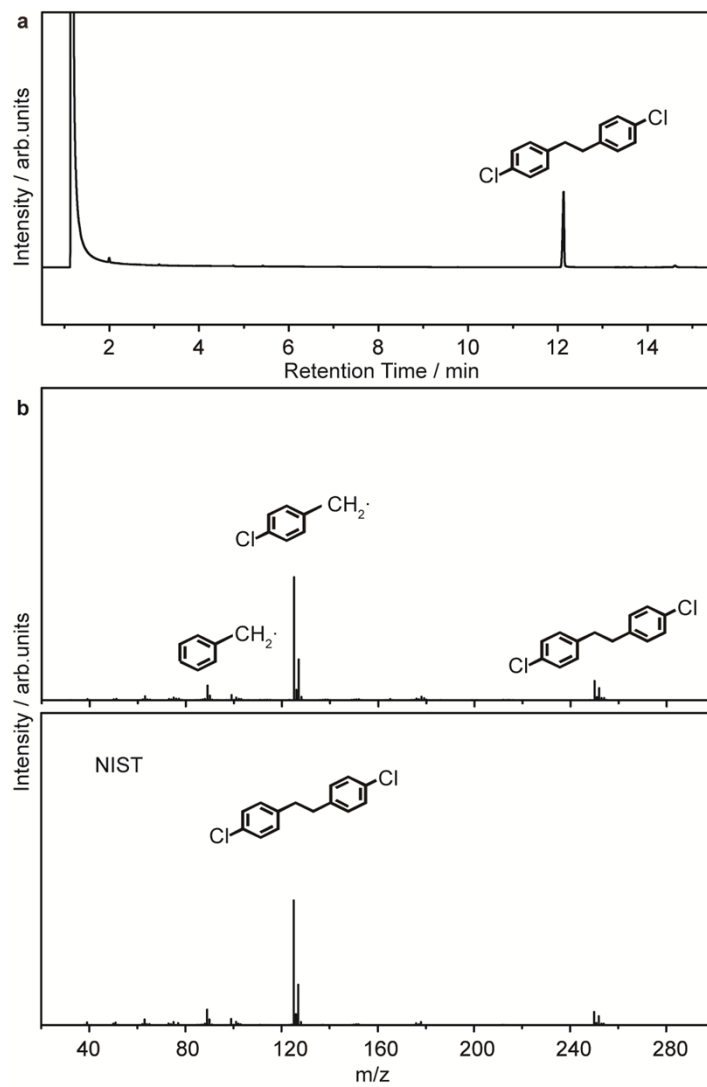 a
Intensity / arb.units
Cl
Cl
2 4 6 8 10 12 14
Retention Time / min
b
Intensity / arb.units
CH2·
Cl
CH2·
Cl
Cl
NIST
Cl
Cl
40 80 120 160 200 240 280
m/z